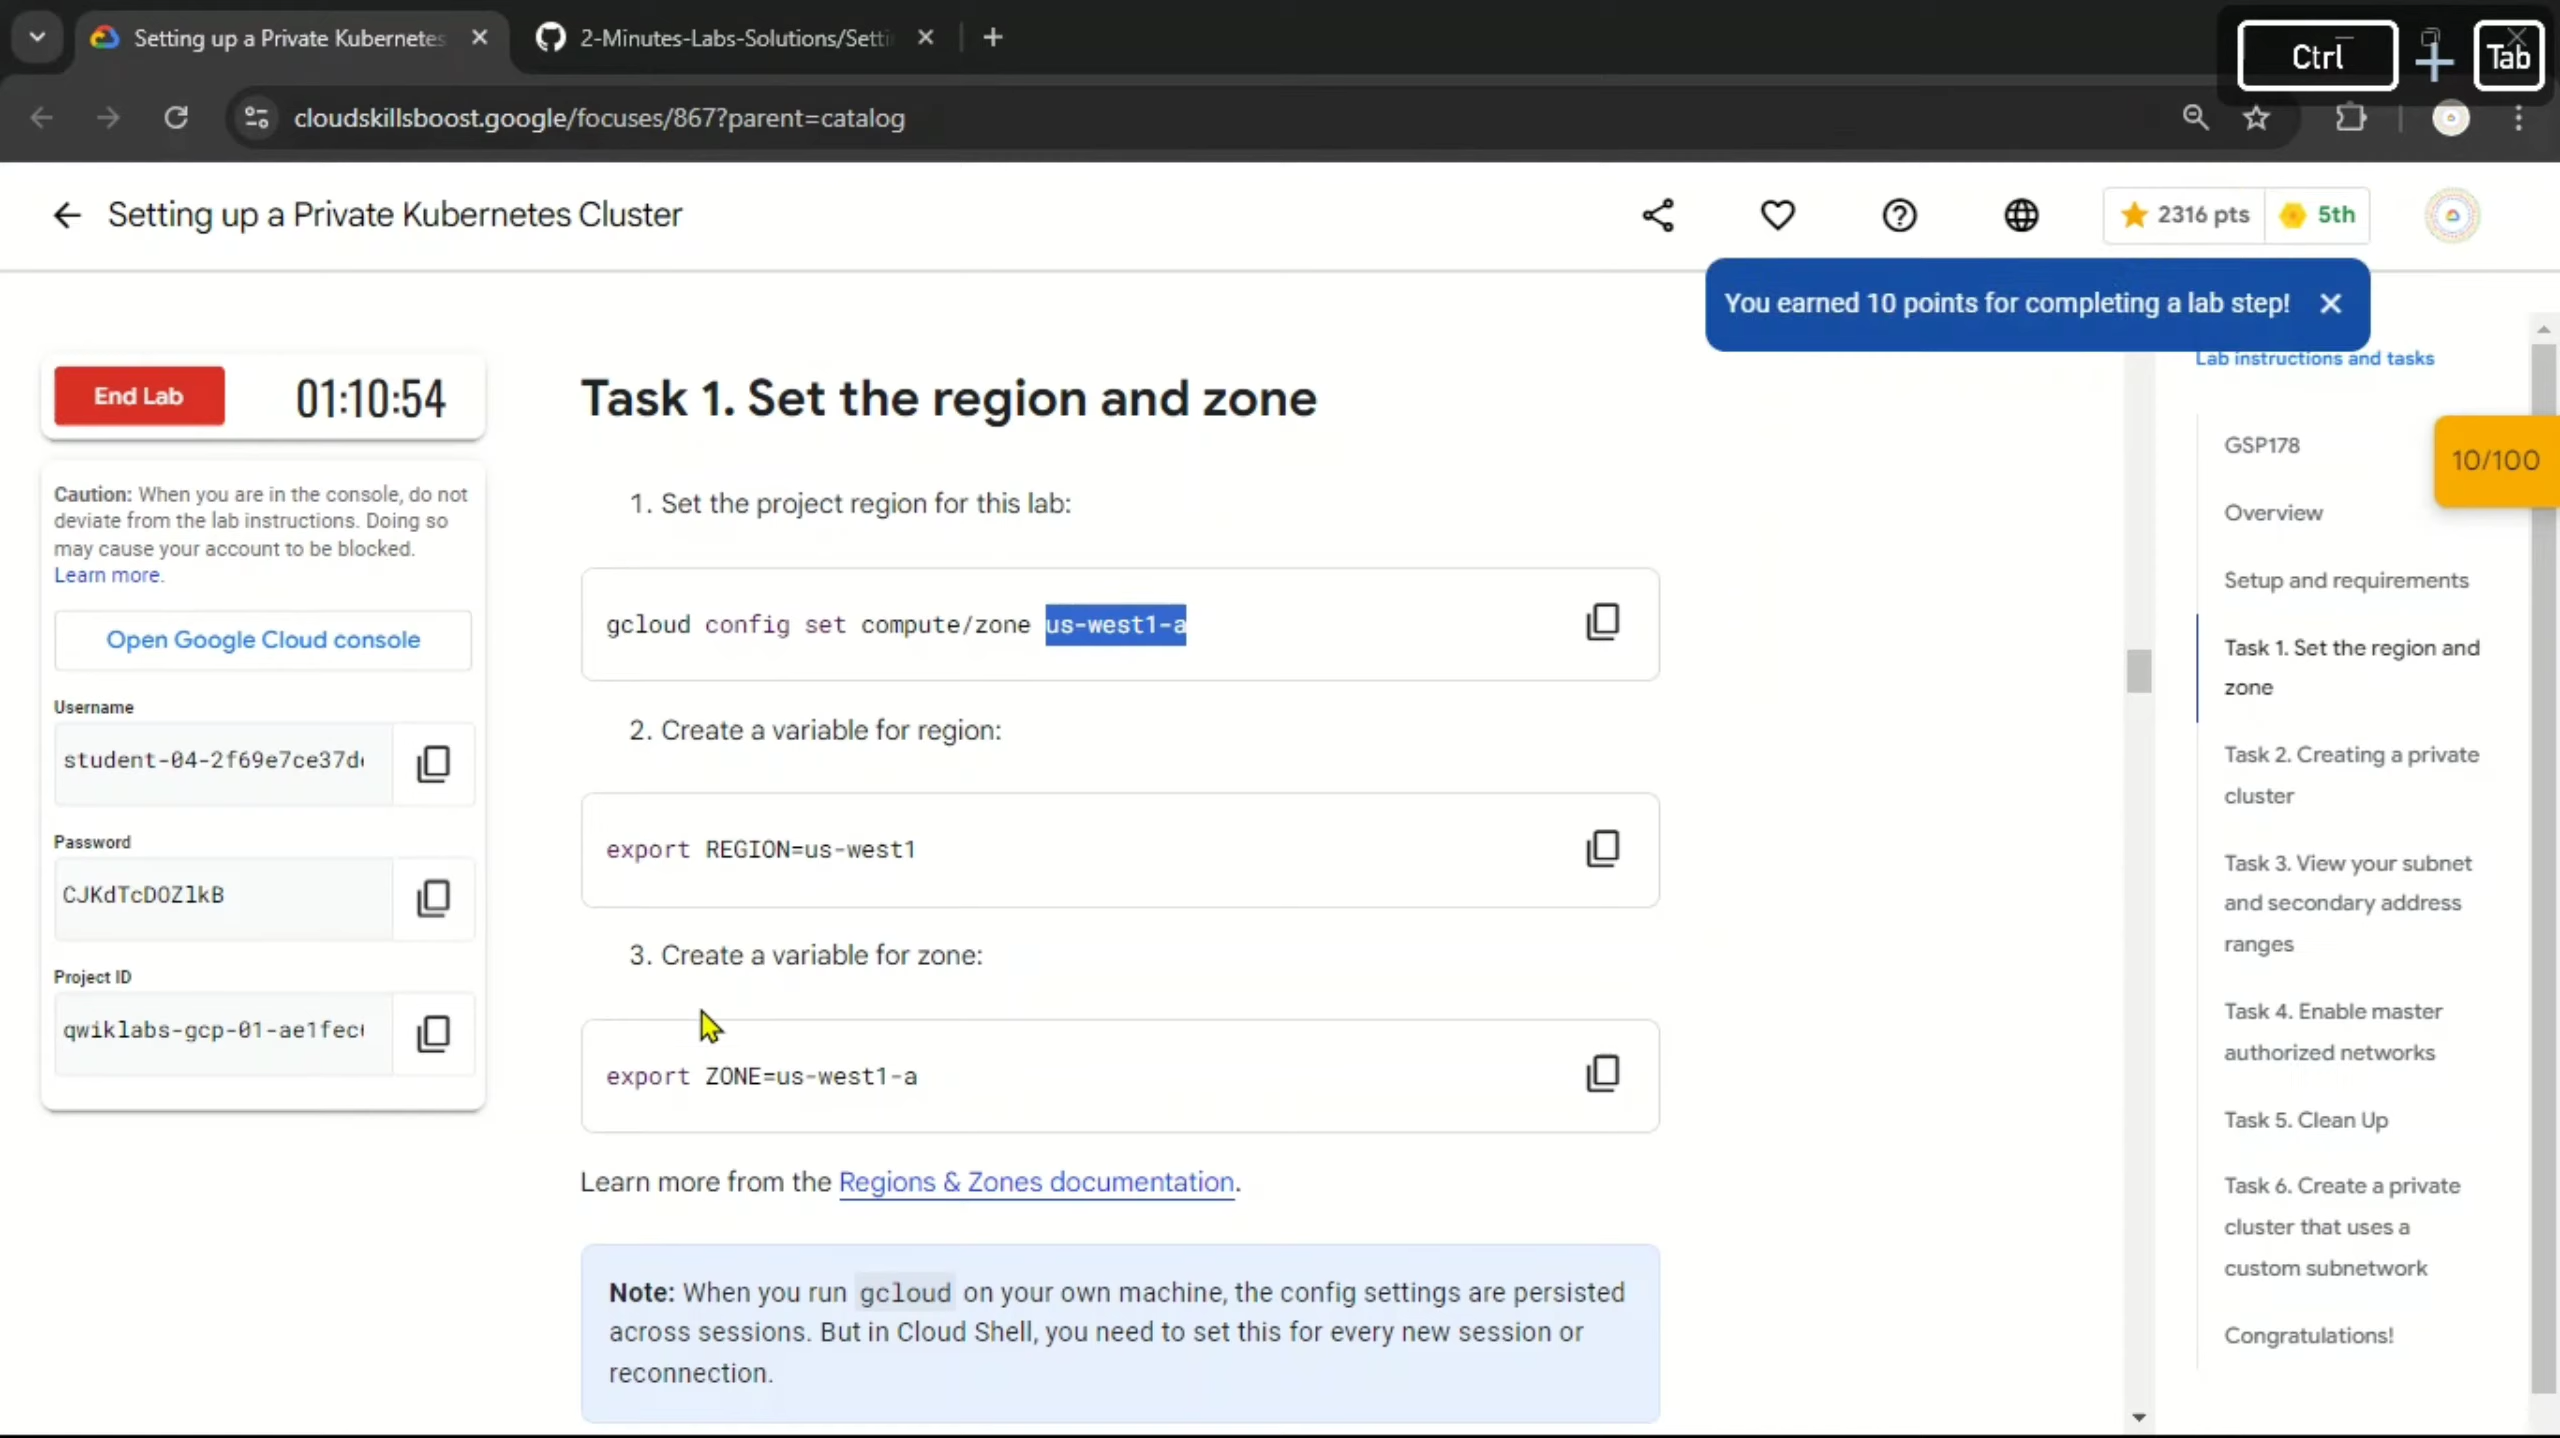 Setting up a Private Kubernetes
2-Minutes-Labs-Solutions/Setti
Ctrl
Tab
cloudskillsboost.google/focuses/867?parent=catalog
Setting up a Private Kubernetes Cluster
2316 pts
5th
You earned 10 points for completing a lab step!
End Lab
01:10:54
Caution: When you are in the console, do not
deviate from the lab instructions. Doing so
may cause your account to be blocked.
Learn more.
Open Google Cloud console
Username
student-04-2f69e7ce37d
Password
CJKdTcDOZlkB
Project ID
qwiklabs-gcp-01-ae1fec
Task 1. Set the region and zone
1. Set the project region for this lab:
gcloud config set compute/zone us-west1-a
2. Create a variable for region:
export REGION=us-west1
3. Create a variable for zone:
export ZONE=us-west1-a
Learn more from the Regions & Zones documentation.
Note: When you run gcloud on your own machine, the config settings are persisted
across sessions. But in Cloud Shell, you need to set this for every new session or
reconnection.
Lab instructions and tasks
GSP178
10/100
Overview
Setup and requirements
Task 1. Set the region and
zone
Task 2. Creating a private
cluster
Task 3. View your subnet
and secondary address
ranges
Task 4. Enable master
authorized networks
Task 5. Clean Up
Task 6. Create a private
cluster that uses a
custom subnetwork
Congratulations!